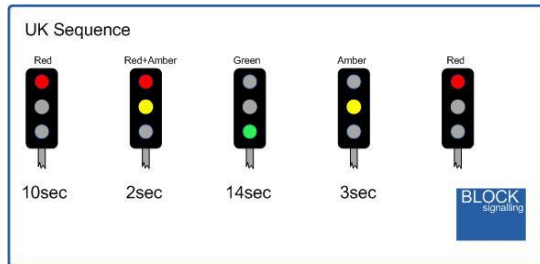 UK Sequence
Red
Red+Amber
Green
Amber
Red
10sec
2sec
14sec
3sec
BLOCK
signalling